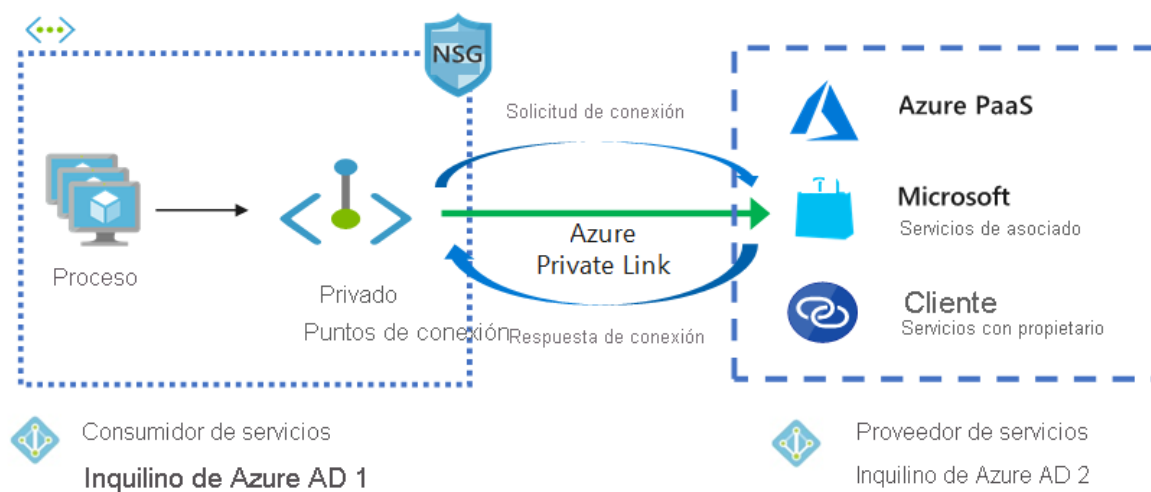 NSG
Solicitud de conexión
Azure PaaS
Microsoft
Servicios de asociado
Azure
Private Link
Proceso
Privado
Puntos de conexión
Respuesta de conexión
Cliente
Servicios con propietario
Consumidor de servicios
Inquilino de Azure AD 1
Proveedor de servicios
Inquilino de Azure AD 2